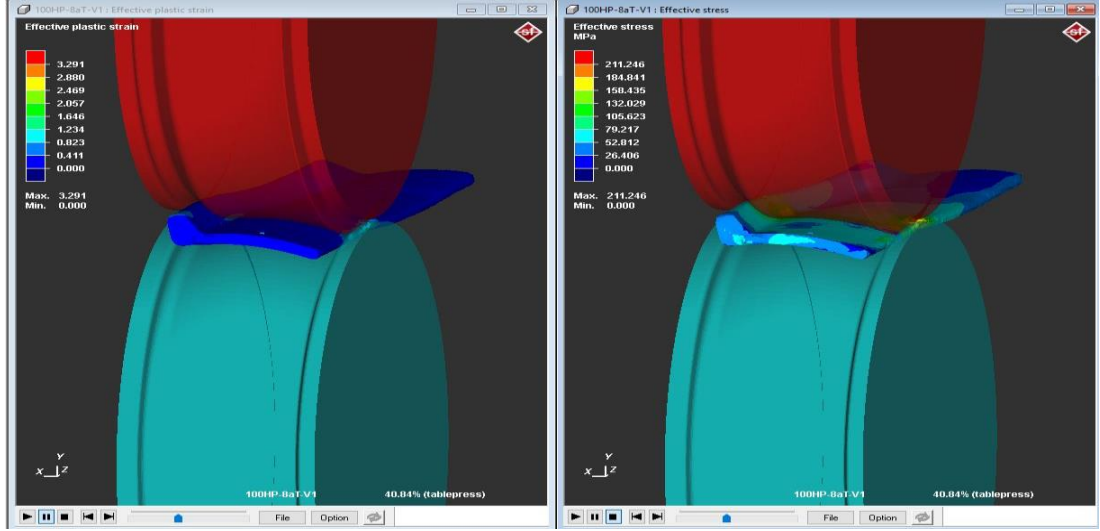 100HP-8aT-V1 : Effective plastic strain
Effective plastic strain
3.291
2.880
2.469
2.057
1.646
1.234
0.823
0.411
0.000
Max. 3.291
Min. 0.000
Y
X Z
100HP-8aT-V1 40.84% (tablepress)
File Option
100HP-8aT-V1 : Effective stress
Effective stress
MPa
211.246
184.841
158.435
132.029
105.623
79.217
52.812
26.406
0.000
Max. 211.246
Min. 0.000
Y
X Z
100HP-8aT-V1 40.84% (tablepress)
File Option